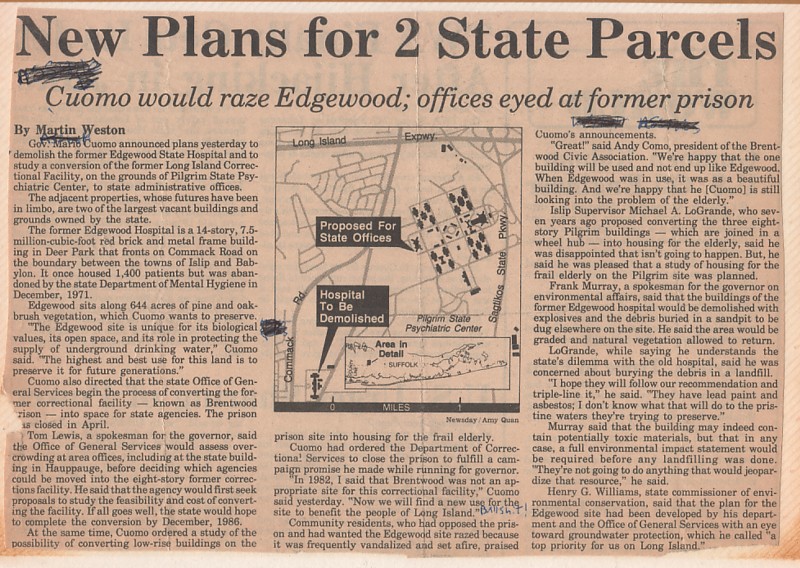 New Plans for 2 State Parcels
Cuomo would raze Edgewood; offices eyed at former prison
By Martin Weston
Gov. Mario Cuomo announced plans yesterday to
demolish the former Edgewood State Hospital and to
study a conversion of the former Long Island Correc-
tional Facility, on the grounds of Pilgrim State Psy-
chiatric Center, to state administrative offices.
The adjacent properties, whose futures have been
in limbo, are two of the largest vacant buildings and
grounds owned by the state.
The former Edgewood Hospital is a 14-story, 7.5-
million-cubic-foot red brick and metal frame build-
ing in Deer Park that fronts on Commack Road on
the boundary between the towns of Islip and Baby-
lon. It once housed 1,400 patients but was aban-
doned by the state Department of Mental Hygiene in
December, 1971.
Edgewood sits along 644 acres of pine and oak-
brush vegetation, which Cuomo wants to preserve.
"The Edgewood site is unique for its biological
values, its open space, and its role in protecting the
supply of underground drinking water," Cuomo
said. "The highest and best use for this land is to
preserve it for future generations."
Cuomo also directed that the state Office of Gen-
eral Services begin the process of converting the for-
mer correctional facility — known as Brentwood
rison — into space for state agencies. The prison
s closed in April.
Tom Lewis, a spokesman for the governor, said
the Office of General Services would assess over-
crowding at area offices, including at the state build-
ing in Hauppauge, before deciding which agencies
could be moved into the eight-story former correc-
tions facility. He said that the agency would first seek
proposals to study the feasibility and cost of convert-
ing the facility. If all goes well, the state would hope
to complete the conversion by December, 1986.
At the same time, Cuomo ordered a study of the
possibility of converting low-rise buildings on the
Long Island Expwy.
Proposed For
State Offices
Sagtikos State Pkwy
Hospital
To Be
Demolished
Pilgrim State
Psychiatric Center
Commack Rd
Area in
Detail
SUFFOLK
0 MILES 1
Newsday / Amy Quan
prison site into housing for the frail elderly.
Cuomo had ordered the Department of Correc-
tional Services to close the prison to fulfill a cam-
paign promise he made while running for governor.
"In 1982, I said that Brentwood was not an ap-
propriate site for this correctional facility," Cuomo
said yesterday. "Now we will find a new use for the
site to benefit the people of Long Island."
Community residents, who had opposed the pris-
on and had wanted the Edgewood site razed because
it was frequently vandalized and set afire, praised
Cuomo's announcements.
"Great!" said Andy Como, president of the Brent-
wood Civic Association. "We're happy that the one
building will be used and not end up like Edgewood.
When Edgewood was in use, it was as a beautiful
building. And we're happy that he [Cuomo] is still
looking into the problem of the elderly."
Islip Supervisor Michael A. LoGrande, who sev-
en years ago proposed converting the three eight-
story Pilgrim buildings — which are joined in a
wheel hub — into housing for the elderly, said he
was disappointed that isn't going to happen. But, he
said he was pleased that a study of housing for the
frail elderly on the Pilgrim site was planned.
Frank Murray, a spokesman for the governor on
environmental affairs, said that the buildings of the
former Edgewood hospital would be demolished with
explosives and the debris buried in a sandpit to be
dug elsewhere on the site. He said the area would be
graded and natural vegetation allowed to return.
LoGrande, while saying he understands the
state's dilemma with the old hospital, said he was
concerned about burying the debris in a landfill.
"I hope they will follow our recommendation and
triple-line it," he said. "They have lead paint and
asbestos; I don't know what that will do to the pris-
tine waters they're trying to preserve."
Murray said that the building may indeed con-
tain potentially toxic materials, but that in any
case, a full environmental impact statement would
be required before any landfilling was done.
"They're not going to do anything that would jeopar-
dize that resource," he said.
Henry G. Williams, state commissioner of envi-
ronmental conservation, said that the plan for the
Edgewood site had been developed by his depart-
ment and the Office of General Services with an eye
toward groundwater protection, which he called "a
top priority for us on Long Island."